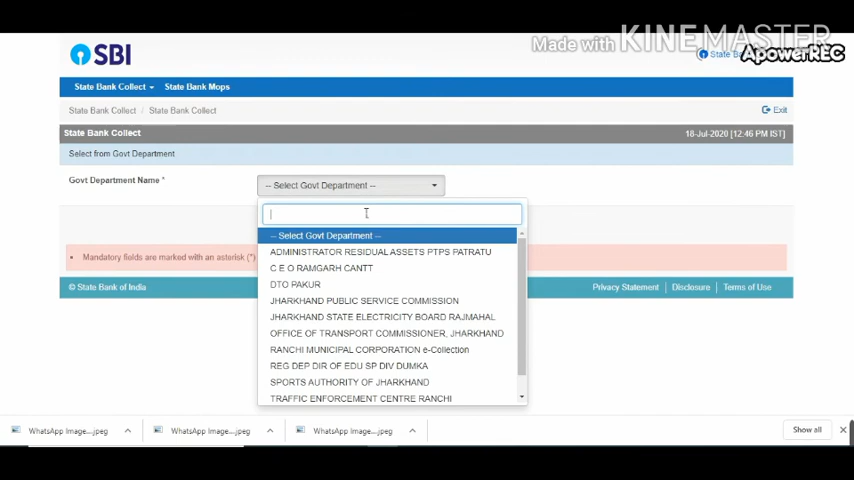 Made with KINEMASTER
SBI
State Ba
ApowerREC
State Bank Collect
State Bank Mops
State Bank Collect / State Bank Collect
Exit
State Bank Collect
18-Jul-2020 [12:46 PM IST]
Select from Govt Department
Govt Department Name *
-- Select Govt Department --
-- Select Govt Department --
ADMINISTRATOR RESIDUAL ASSETS PTPS PATRATU
C E O RAMGARH CANTT
DTO PAKUR
JHARKHAND PUBLIC SERVICE COMMISSION
JHARKHAND STATE ELECTRICITY BOARD RAJMAHAL
OFFICE OF TRANSPORT COMMISSIONER, JHARKHAND
RANCHI MUNICIPAL CORPORATION e-Collection
REG DEP DIR OF EDU SP DIV DUMKA
SPORTS AUTHORITY OF JHARKHAND
TRAFFIC ENFORCEMENT CENTRE RANCHI
Mandatory fields are marked with an asterisk (*)
© State Bank of India
Privacy Statement
Disclosure
Terms of Use
WhatsApp Image....jpeg
WhatsApp Image....jpeg
WhatsApp Image....jpeg
Show all